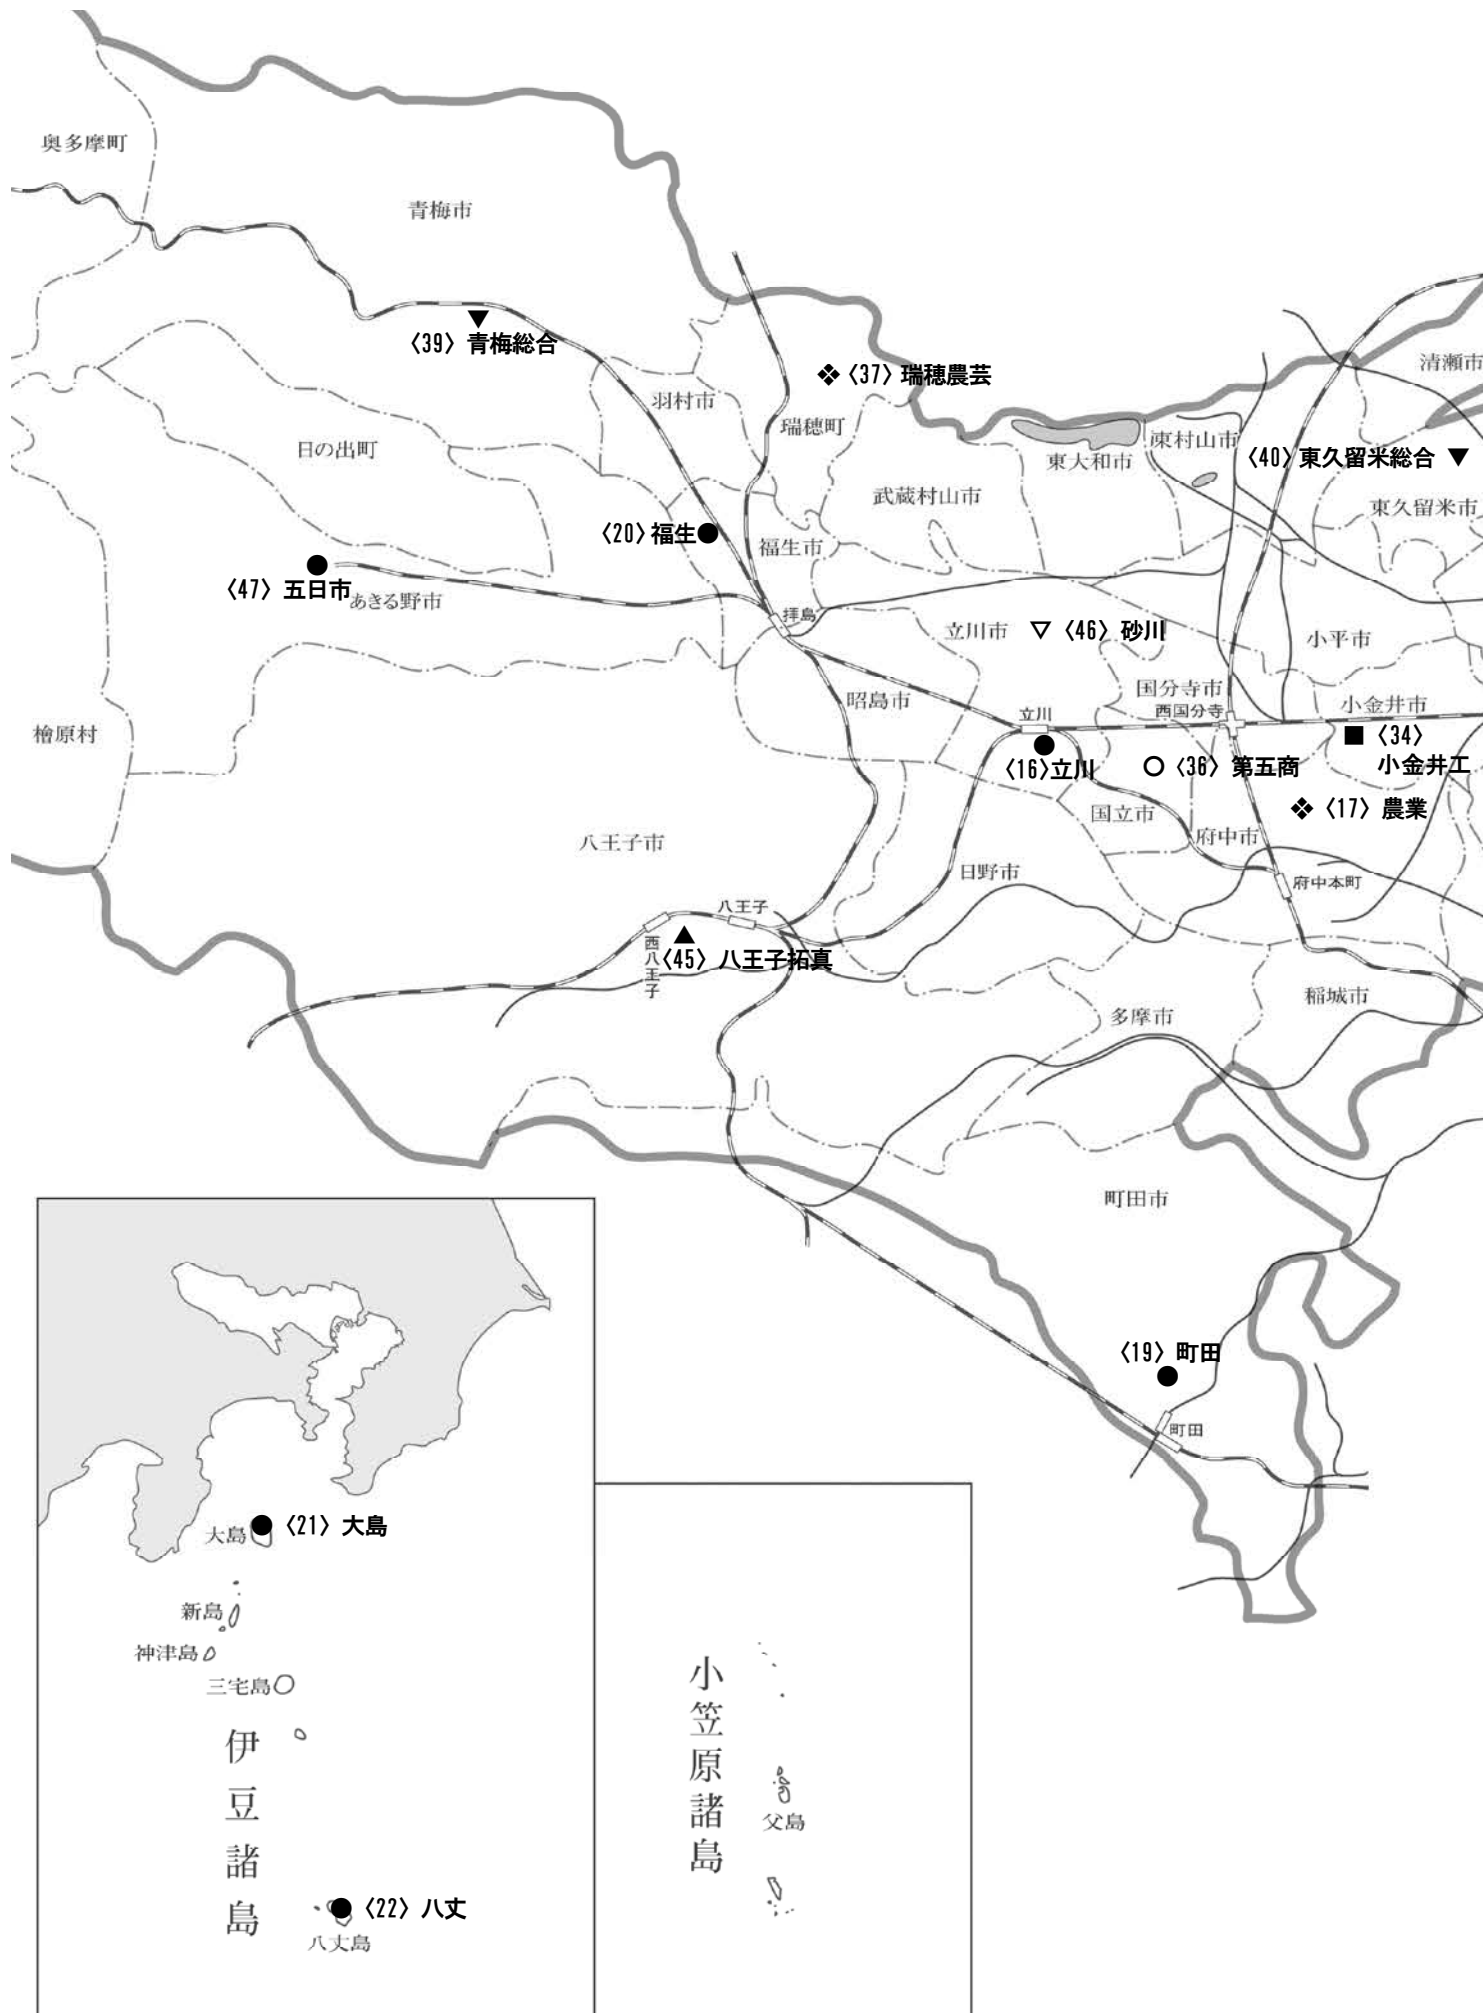 奥多摩町
青梅市
▼
〈39〉青梅総合
❖〈37〉瑞穂農芸
清瀬市
羽村市
瑞穂町
日の出町
東村山市
東大和市
〈40〉東久留米総合 ▼
武蔵村山市
東久留米市
〈20〉福生●
福生市
〈47〉五日市
あきる野市
拝島
立川市
▽〈46〉砂川
小平市
昭島市
国分寺市
西国分寺
小金井市
立川
檜原村
■〈34〉
小金井工
〈16〉立川
○〈36〉第五商
❖〈17〉農業
国立市
府中市
八王子市
日野市
府中本町
八王子
西八王子
▲
〈45〉八王子拓真
稲城市
多摩市
町田市
〈19〉町田
●
町田
大島
●〈21〉大島
新島
神津島
三宅島
伊豆諸島
●〈22〉八丈
八丈島
小笠原諸島
父島